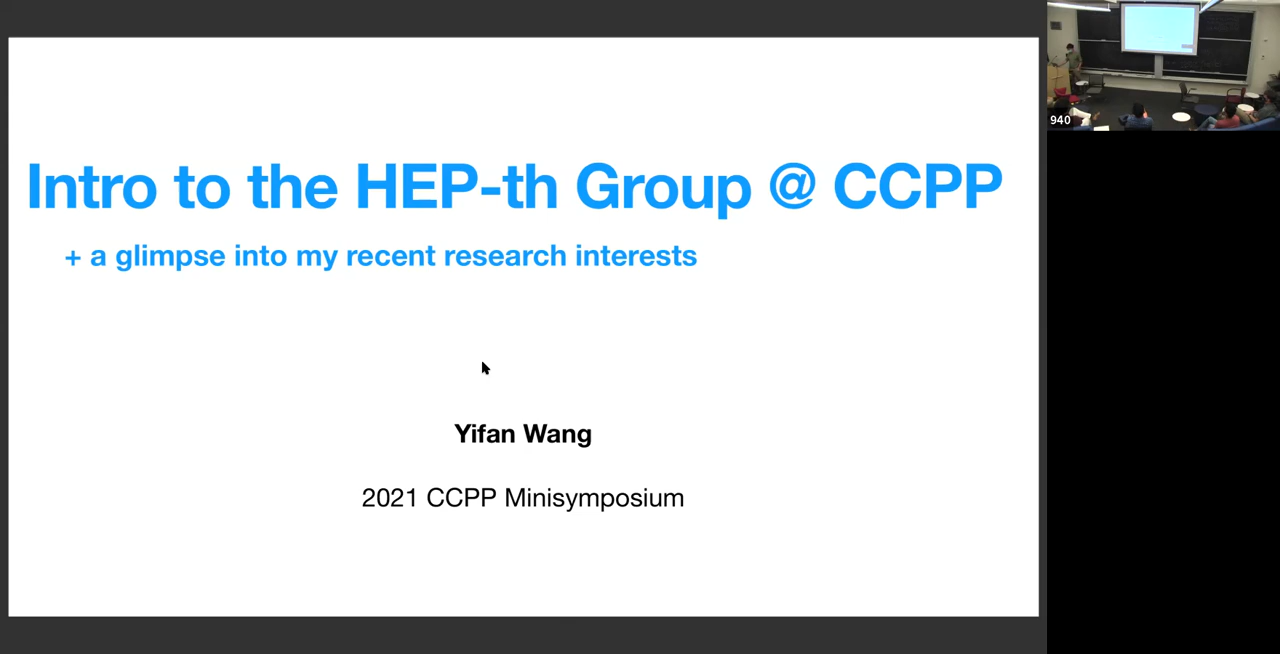 Intro to the HEP-th Group @ CCPP
+ a glimpse into my recent research interests
Yifan Wang
2021 CCPP Minisymposium
940